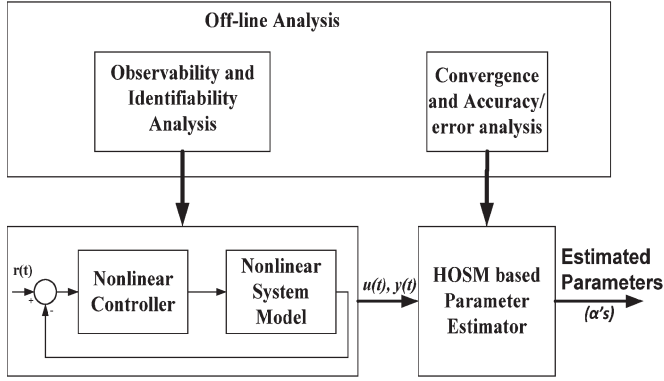 Off-line Analysis
Observability and
Identifiability
Analysis
Convergence
and Accuracy/
error analysis
r(t)
+
-
Nonlinear
Controller
Nonlinear
System
Model
u(t), y(t)
HOSM based
Parameter
Estimator
Estimated
Parameters
(α's)